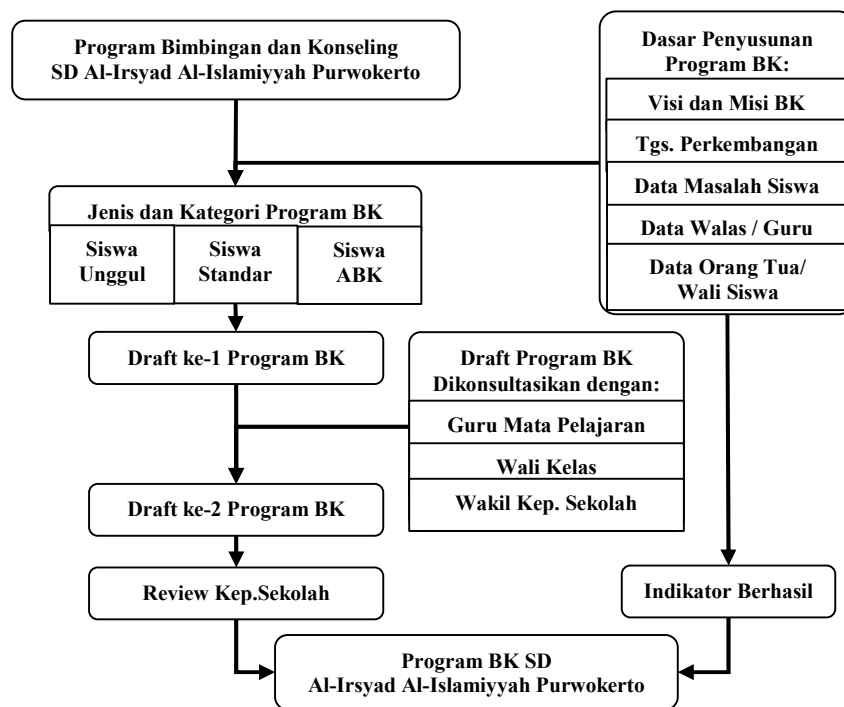 Program Bimbingan dan Konseling
SD Al-Irsyad Al-Islamiyyah Purwokerto
Dasar Penyusunan
Program BK:
Visi dan Misi BK
Tgs. Perkembangan
Data Masalah Siswa
Data Walas / Guru
Data Orang Tua/
Wali Siswa
Jenis dan Kategori Program BK
Siswa
Unggul
Siswa
Standar
Siswa
ABK
Draft ke-1 Program BK
Draft Program BK
Dikonsultasikan dengan:
Guru Mata Pelajaran
Wali Kelas
Wakil Kep. Sekolah
Draft ke-2 Program BK
Review Kep.Sekolah
Indikator Berhasil
Program BK SD
Al-Irsyad Al-Islamiyyah Purwokerto